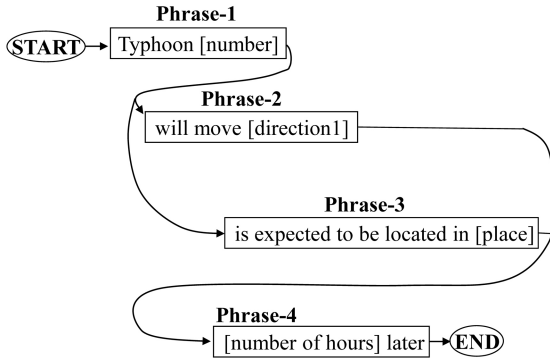 Phrase-1
START
Typhoon [number]
Phrase-2
will move [direction1]
Phrase-3
is expected to be located in [place]
Phrase-4
[number of hours] later
END